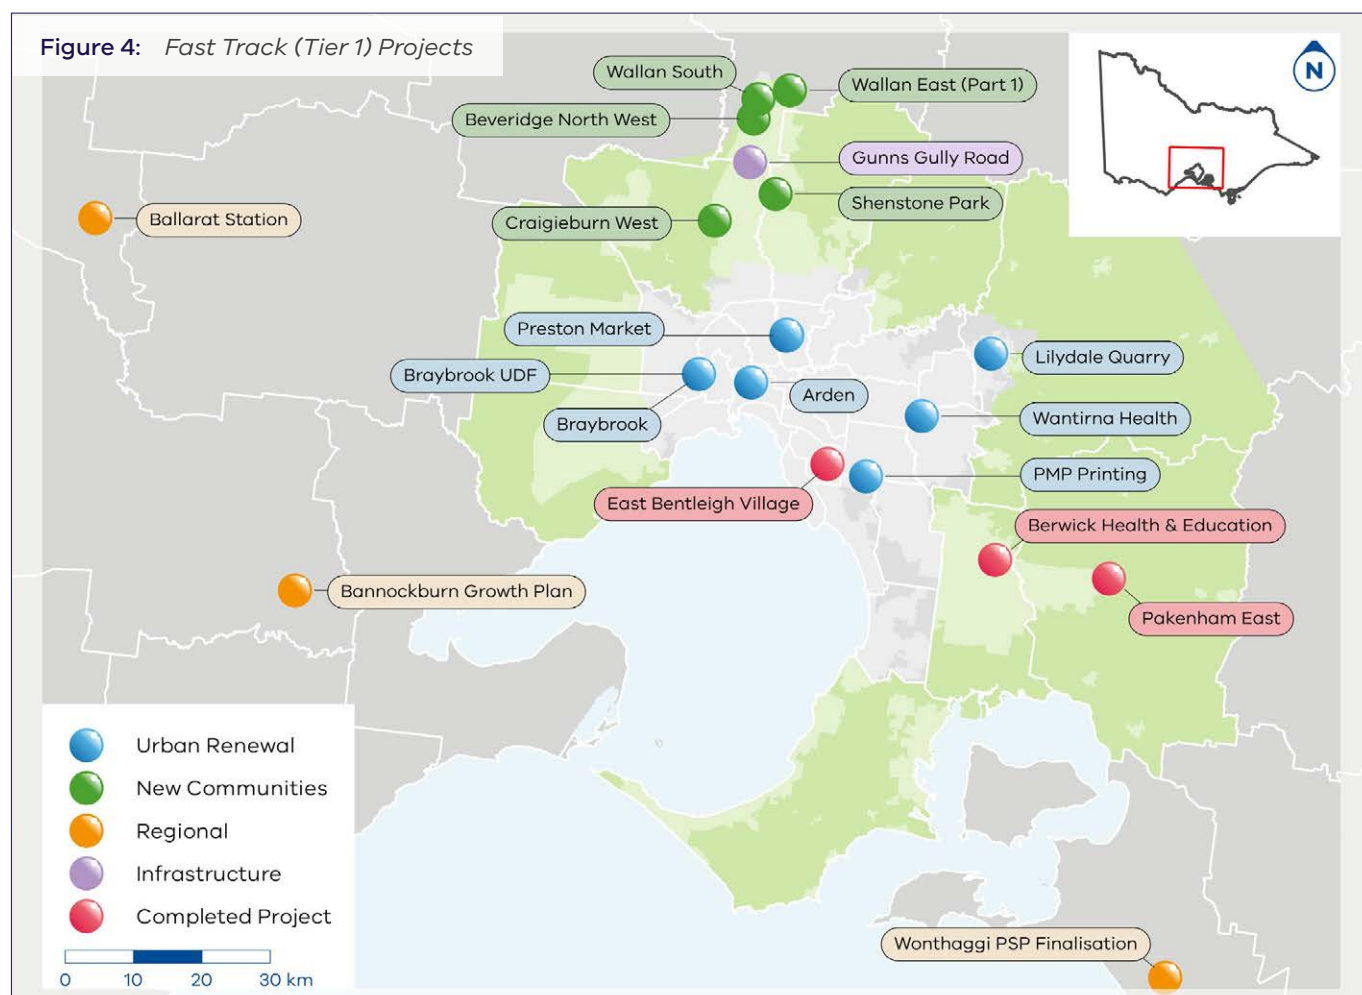 Figure 4: Fast Track (Tier 1) Projects
N
Wallan South
Wallan East (Part 1)
Beveridge North West
Gunns Gully Road
Shenstone Park
Ballarat Station
Craigieburn West
Preston Market
Lilydale Quarry
Braybrook UDF
Arden
Wantirna Health
Braybrook
PMP Printing
East Bentleigh Village
Berwick Health & Education
Bannockburn Growth Plan
Pakenham East
Urban Renewal
New Communities
Regional
Infrastructure
Completed Project
Wonthaggi PSP Finalisation
0 10 20 30 km